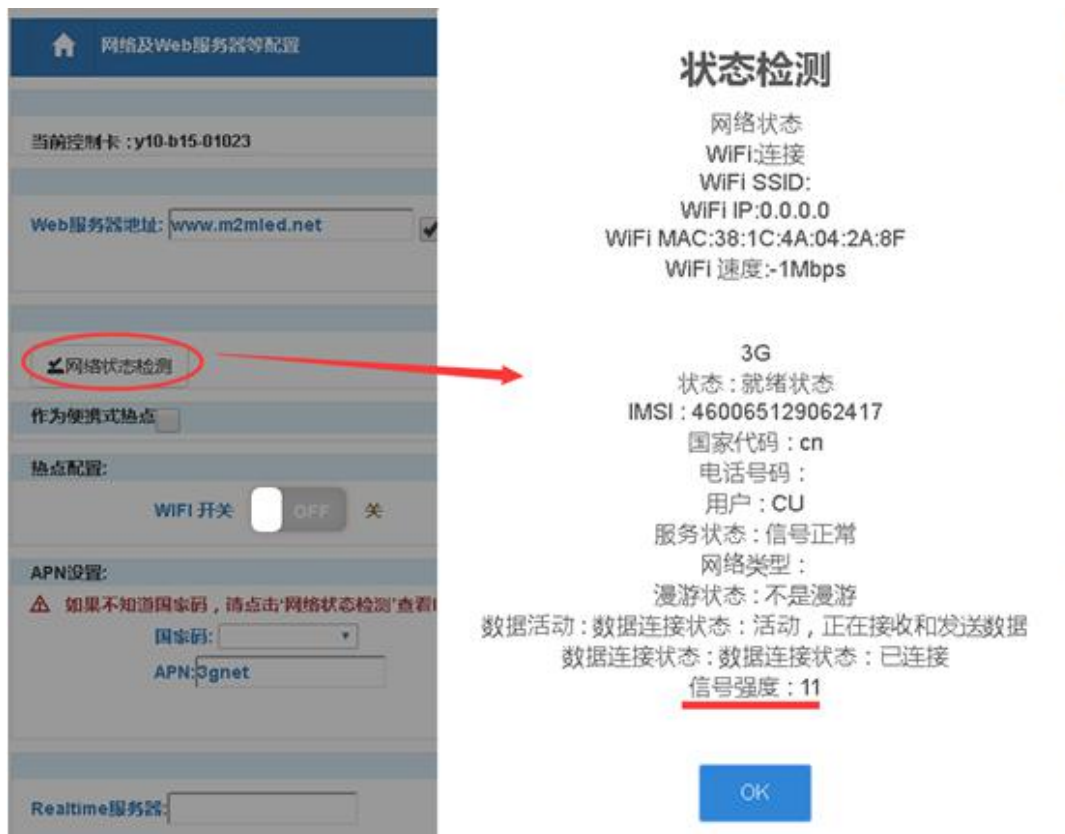 网络及Web服务器等配置
当前控制卡：y10-b15-01023
Web服务器地址: www.m2mled.net
网络状态检测
作为便携式热点
热点配置:
WIFI 开关 OFF 关
APN设置:
如果不知道国家码，请点击'网络状态检测'查看
国家码:
APN:3gnet
Realtime服务器:
状态检测
网络状态
WiFi:连接
WiFi SSID:
WiFi IP:0.0.0.0
WiFi MAC:38:1C:4A:04:2A:8F
WiFi 速度:-1Mbps
3G
状态：就绪状态
IMSI：460065129062417
国家代码：cn
电话号码：
用户：CU
服务状态：信号正常
网络类型：
漫游状态：不是漫游
数据活动：数据连接状态：活动，正在接收和发送数据
数据连接状态：数据连接状态：已连接
信号强度：11
OK